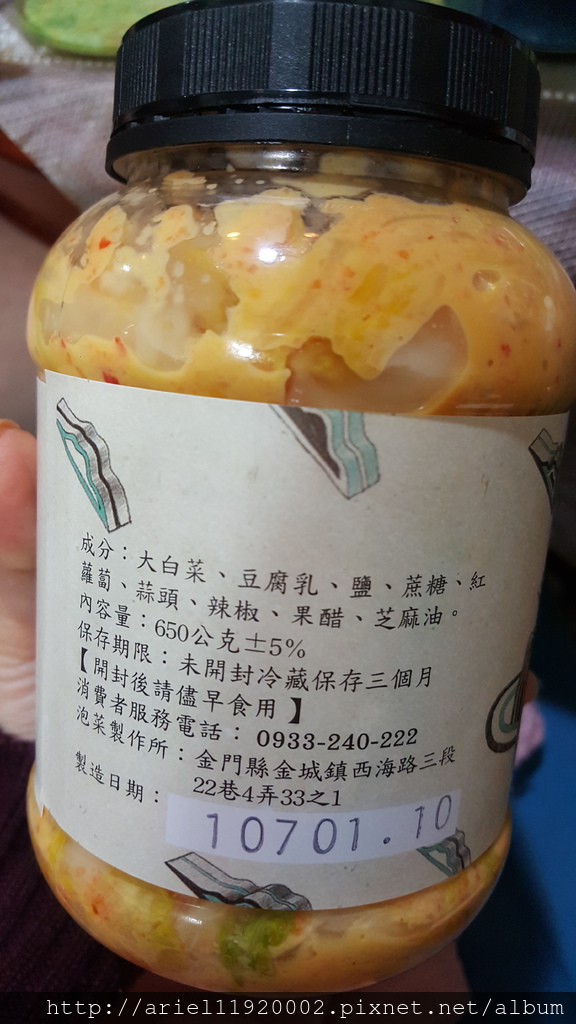 成分：大白菜、豆腐乳、鹽、蔗糖、紅
蘿蔔、蒜頭、辣椒、果醋、芝麻油。
內容量：650公克±5%
保存期限：未開封冷藏保存三個月
【開封後請儘早食用】
消費者服務電話：0933-240-222
泡菜製作所：金門縣金城鎮西海路三段
22巷4弄33之1
製造日期：10701.10
http://ariel11920002.pixnet.net/album